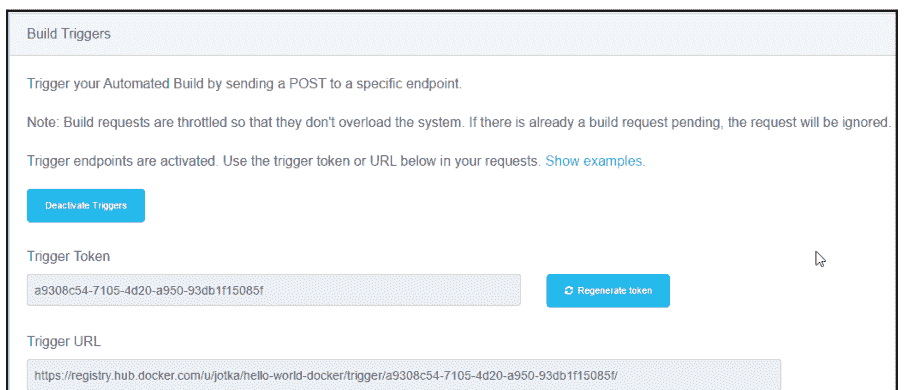 Build Triggers
Trigger your Automated Build by sending a POST to a specific endpoint.
Note: Build requests are throttled so that they don't overload the system. If there is already a build request pending, the request will be ignored.
Trigger endpoints are activated. Use the trigger token or URL below in your requests. Show examples.
Deactivate Triggers
Trigger Token
a9308c54-7105-4d20-a950-93db1f15085f
Regenerate token
Trigger URL
https://registry.hub.docker.com/u/jotka/hello-world-docker/trigger/a9308c54-7105-4d20-a950-93db1f15085f/